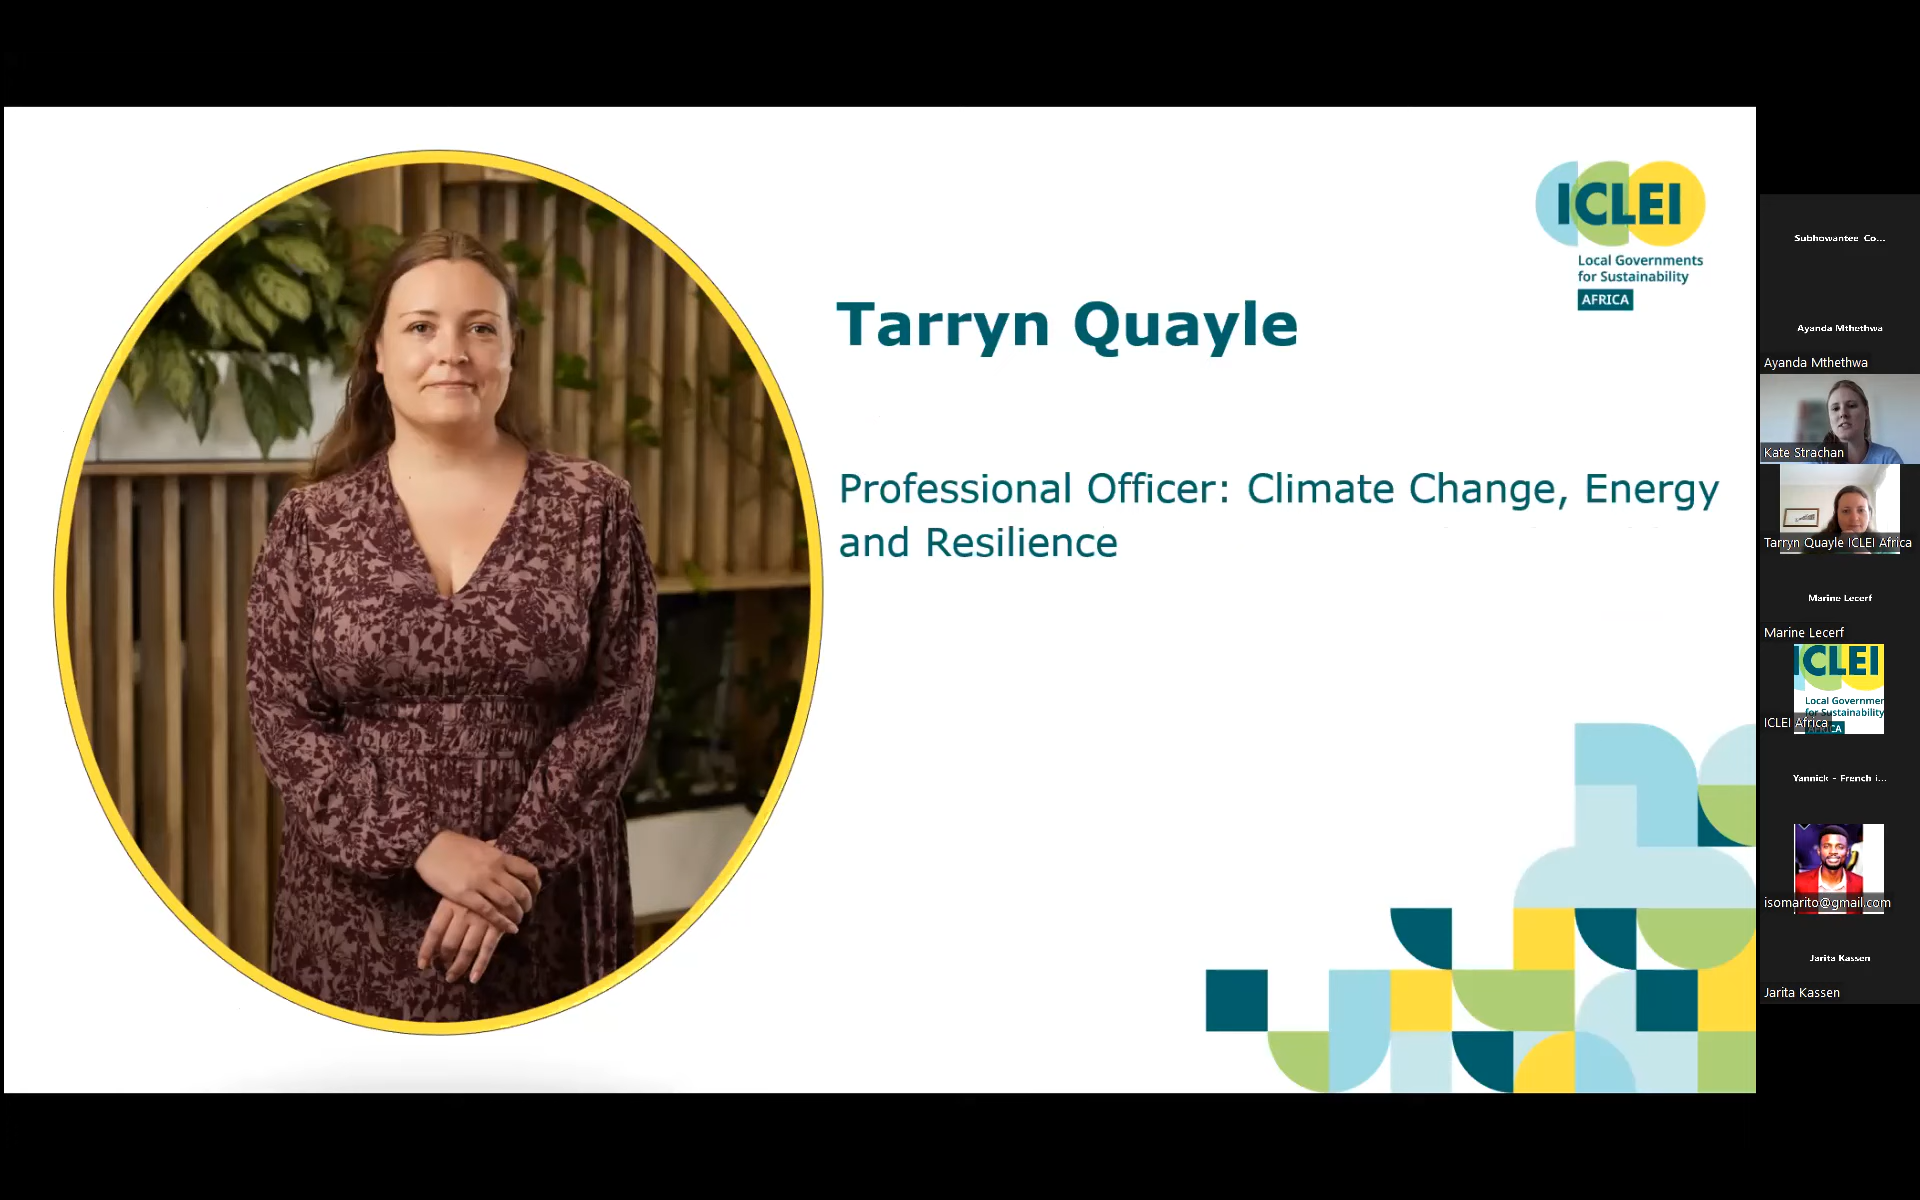 ICLEI
Local Governments
for Sustainability
AFRICA
Tarryn Quayle
Professional Officer: Climate Change, Energy
and Resilience
Subhowantee Co...
Ayanda Mthethwa
Ayanda Mthethwa
Kate Strachan
Tarryn Quayle ICLEI Africa
Marine Lecerf
Marine Lecerf
ICLEI
Local Governmen
for Sustainability
ICLEI Africa
Yannick - French i...
isomarito@gmail.com
Jarita Kassen
Jarita Kassen